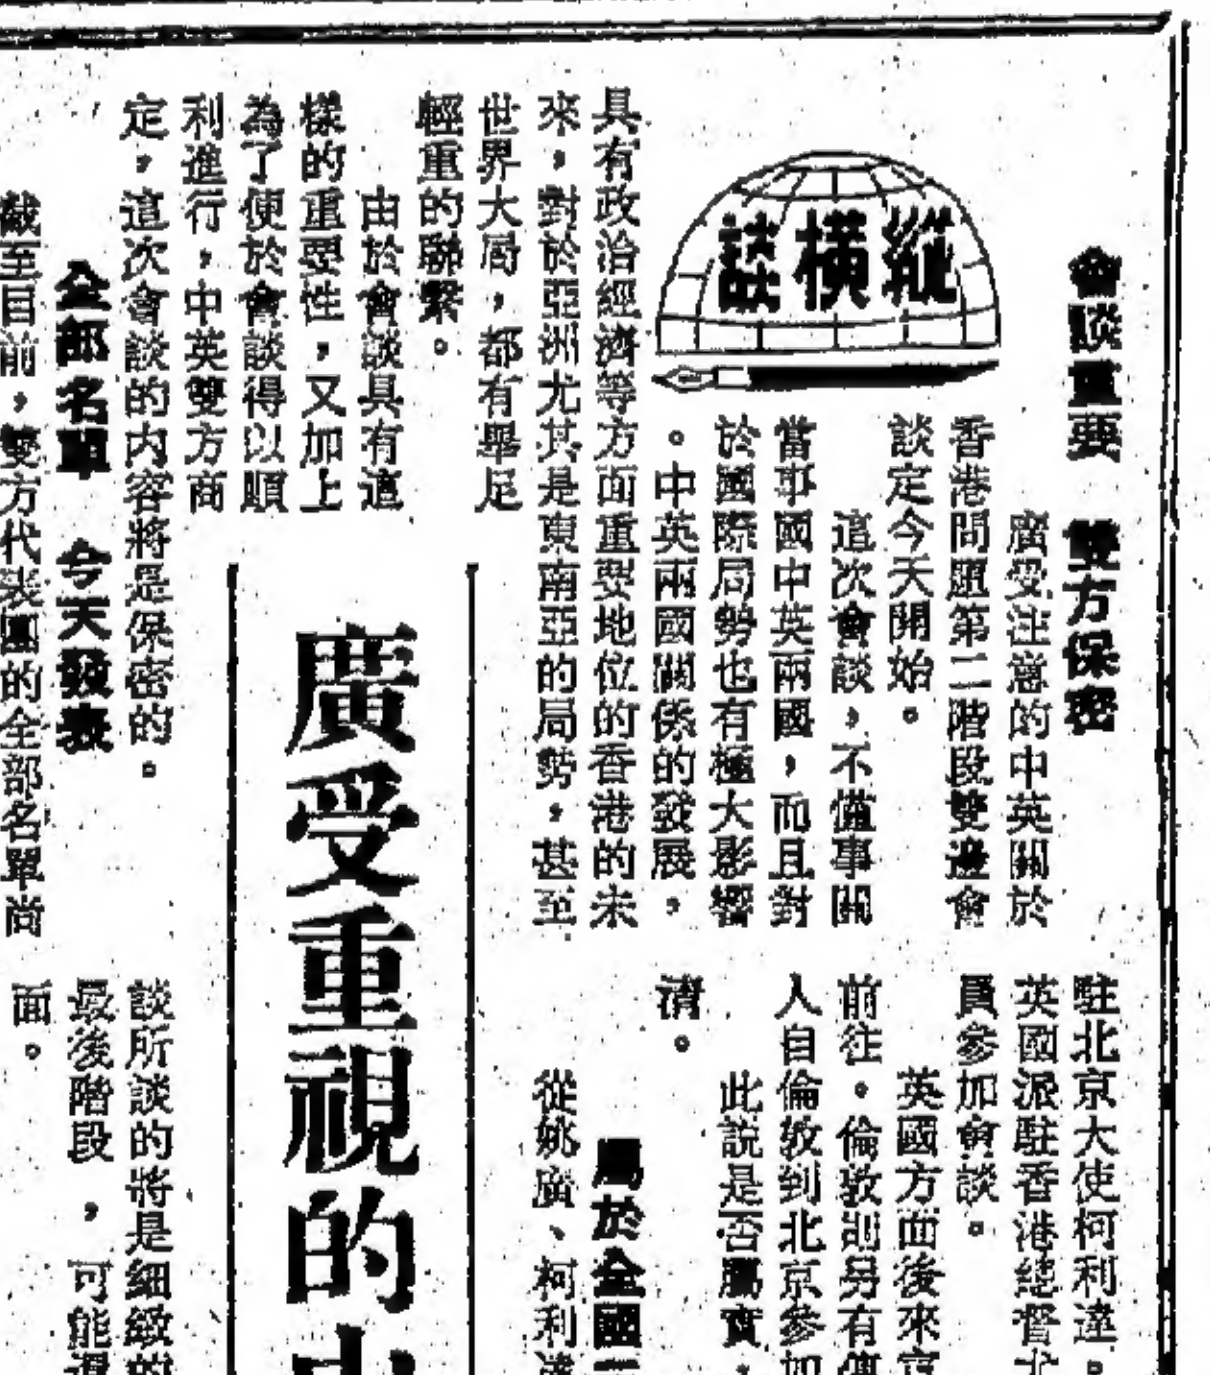 縱橫談
會談重要　雙方保密
廣受注意的中英關於
香港問題第二階段雙邊會
談定今天開始。
這次會談，不僅事關
當事國中英兩國，而且對
於國際局勢也有極大影響
。中英兩國關係的發展，
具有政治經濟等方面重要地位的香港的未
來，對於亞洲尤其是東南亞的局勢，甚至
世界大局，都有舉足
輕重的聯繫。
由於會談具有這
樣的重要性，又加上
為了便於會談得以順
利進行，中英雙方商
定，這次會談的內容將是保密的。
全部名單　今天發表
截至目前，雙方代表團的全部名單尚
廣受重視的
駐北京大使柯利達。
英國派駐香港總督尤
員參加會談。
英國方面後來宣
前往。倫敦則另有傳
人自倫敦到北京參加
此說是否屬實，
清。
屬於全國
從姚廣、柯利達
談所談的將是細緻的
最後階段，可能還
面。